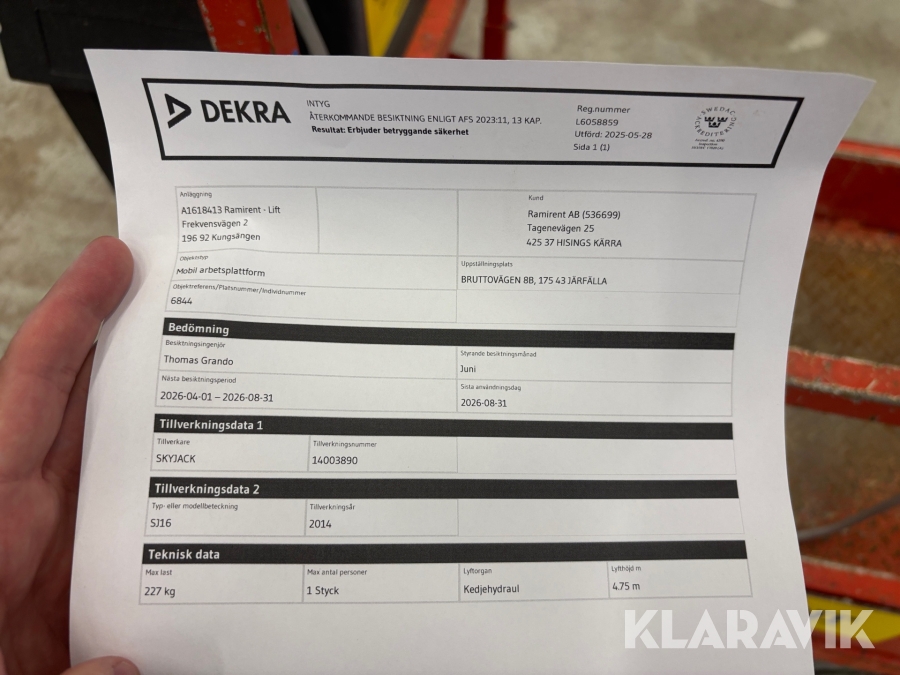 DEKRA
INTYG
ÅTERKOMMANDE BESIKTNING ENLIGT AFS 2023:11, 13 KAP.
Resultat: Erbjuder betryggande säkerhet
Reg.nummer
L6058859
Utförd: 2025-05-28
Sida 1 (1)
SWEDAC
ACKREDITERING
Anläggning
A1618413 Ramirent - Lift
Frekvensvägen 2
196 92 Kungsängen
Kund
Ramirent AB (536699)
Tagenevägen 25
425 37 HISINGS KÄRRA
Objektstyp
Mobil arbetsplattform
Uppställningsplats
BRUTTOVÄGEN 8B, 175 43 JÄRFÄLLA
Objektreferens/Platsnummer/Individnummer
6844
Bedömning
Besiktningsingenjör
Thomas Grando
Styrande besiktningsmånad
Juni
Nästa besiktningsperiod
2026-04-01 – 2026-08-31
Sista användningsdag
2026-08-31
Tillverkningsdata 1
Tillverkare
SKYJACK
Tillverkningsnummer
14003890
Tillverkningsdata 2
Typ- eller modellbeteckning
SJ16
Tillverkningsår
2014
Teknisk data
Max last
227 kg
Max antal personer
1 Styck
Lyftorgan
Kedjehydraul
Lyfthöjd m
4.75 m
KLARAVIK